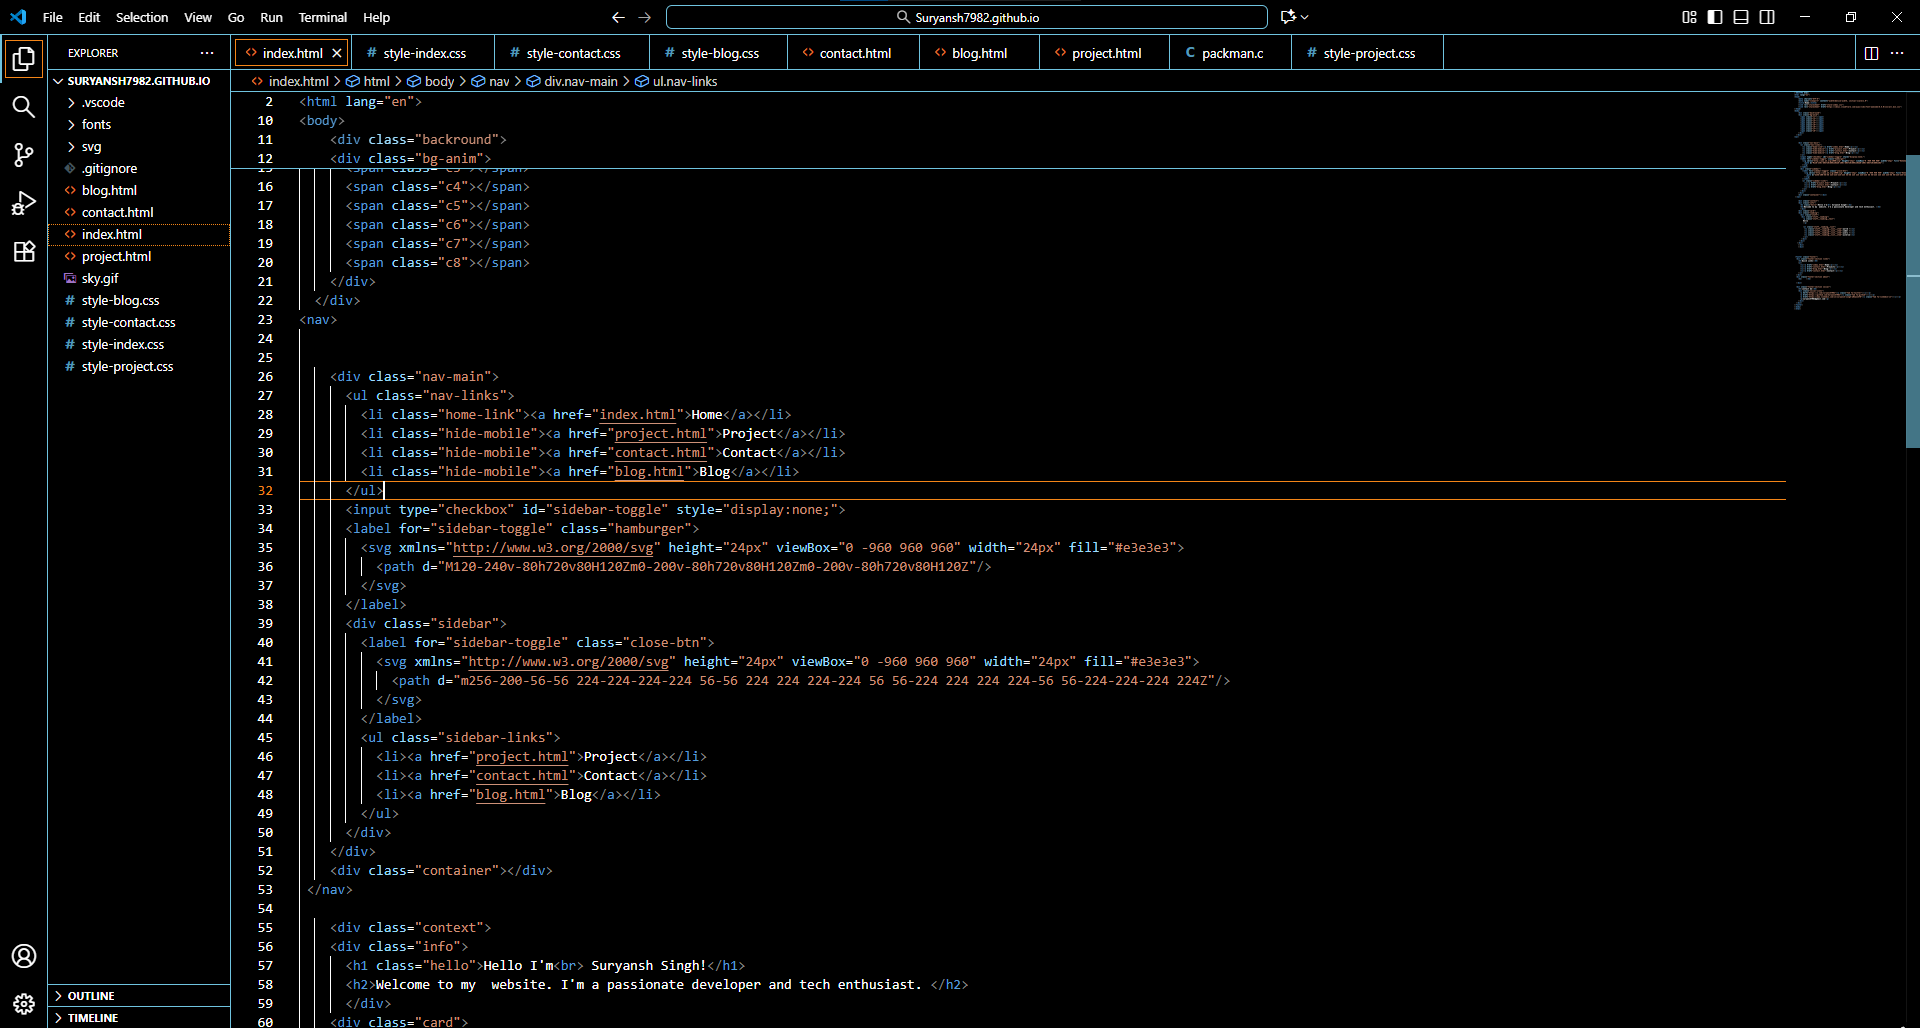 File Edit Selection View Go Run Terminal Help
Suryansh7982.github.io
EXPLORER
index.html
style-index.css
style-contact.css
style-blog.css
contact.html
blog.html
project.html
packman.c
style-project.css
SURYANSH7982.GITHUB.IO
.vscode
fonts
svg
.gitignore
blog.html
contact.html
index.html
project.html
sky.gif
style-blog.css
style-contact.css
style-index.css
style-project.css
OUTLINE
TIMELINE
index.html > html > body > nav > div.nav-main > ul.nav-links
2 <html lang="en">
10 <body>
11 <div class="backround">
12 <div class="bg-anim">
16 <span class="c4"></span>
17 <span class="c5"></span>
18 <span class="c6"></span>
19 <span class="c7"></span>
20 <span class="c8"></span>
21 </div>
22 </div>
23 <nav>
24
25
26 <div class="nav-main">
27 <ul class="nav-links">
28 <li class="home-link"><a href="index.html">Home</a></li>
29 <li class="hide-mobile"><a href="project.html">Project</a></li>
30 <li class="hide-mobile"><a href="contact.html">Contact</a></li>
31 <li class="hide-mobile"><a href="blog.html">Blog</a></li>
32 </ul>
33 <input type="checkbox" id="sidebar-toggle" style="display:none;">
34 <label for="sidebar-toggle" class="hamburger">
35 <svg xmlns="http://www.w3.org/2000/svg" height="24px" viewBox="0 -960 960 960" width="24px" fill="#e3e3e3">
36 <path d="M120-240v-80h720v80H120Zm0-200v-80h720v80H120Zm0-200v-80h720v80H120Z"/>
37 </svg>
38 </label>
39 <div class="sidebar">
40 <label for="sidebar-toggle" class="close-btn">
41 <svg xmlns="http://www.w3.org/2000/svg" height="24px" viewBox="0 -960 960 960" width="24px" fill="#e3e3e3">
42 <path d="m256-200-56-56 224-224-224-224 56-56 224 224 224-224 56 56-224 224 224 224-56 56-224-224-224 224Z"/>
43 </svg>
44 </label>
45 <ul class="sidebar-links">
46 <li><a href="project.html">Project</a></li>
47 <li><a href="contact.html">Contact</a></li>
48 <li><a href="blog.html">Blog</a></li>
49 </ul>
50 </div>
51 </div>
52 <div class="container"></div>
53 </nav>
54
55 <div class="context">
56 <div class="info">
57 <h1 class="hello">Hello I'm<br> Suryansh Singh!</h1>
58 <h2>Welcome to my  website. I'm a passionate developer and tech enthusiast. </h2>
59 </div>
60 <div class="card">